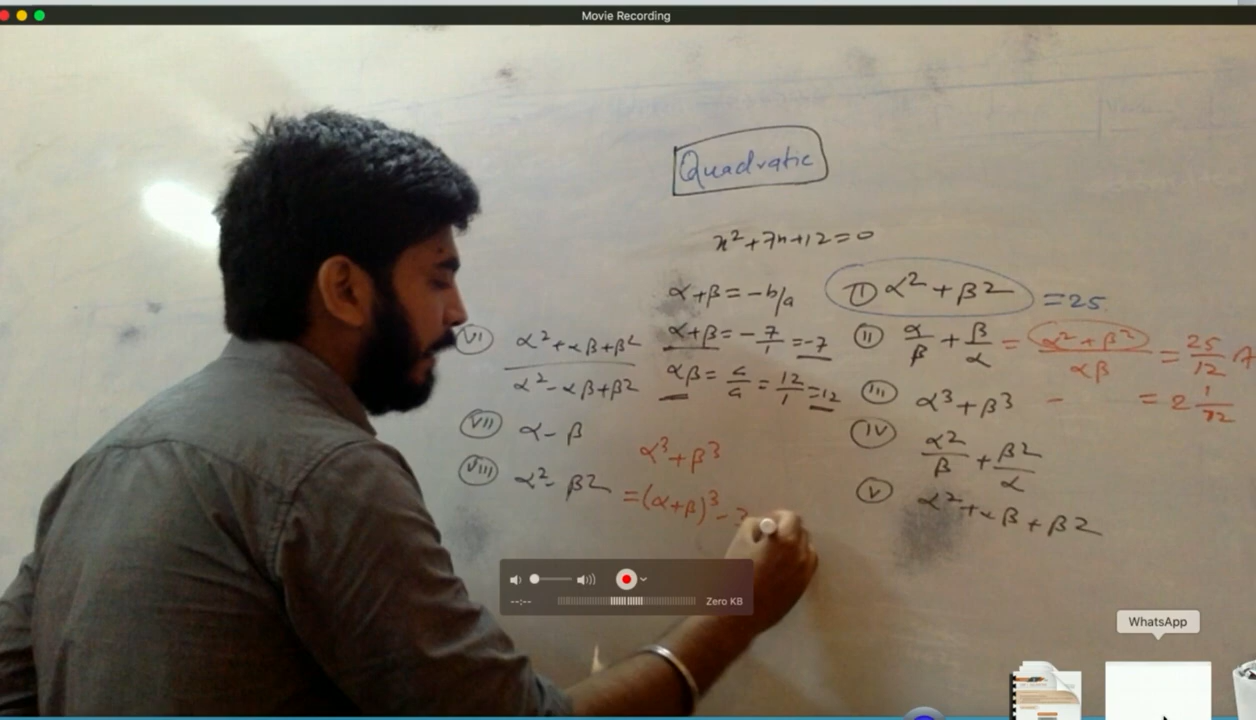 Movie Recording
Quadratic
x²+7x+12=0
α+β=-b/a
α+β=-7/1=-7
αβ=c/a=12/1=12
I) α²+β² =25
II) α/β+β/α = (α²+β²)/αβ = 25/12 A
= 2 1/12
III) α³+β³ -
IV) α²/β+β²/α
V) α²+αβ+β²
VI) (α²+αβ+β²)/(α²-αβ+β²)
VII) α-β
VIII) α²-β²
α³+β³
=(α+β)³-3
--:--
Zero KB
WhatsApp